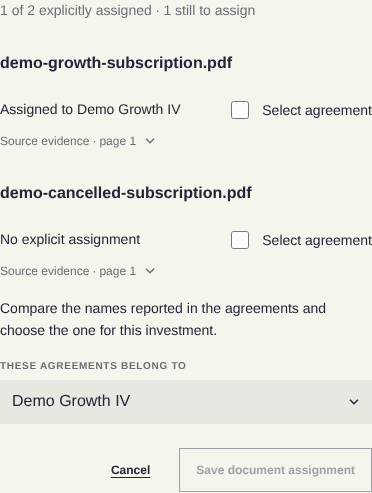 1 of 2 explicitly assigned · 1 still to assign
demo-growth-subscription.pdf
Assigned to Demo Growth IV
Select agreement
Source evidence · page 1
demo-cancelled-subscription.pdf
No explicit assignment
Select agreement
Source evidence · page 1
Compare the names reported in the agreements and
choose the one for this investment.
THESE AGREEMENTS BELONG TO
Demo Growth IV
Cancel
Save document assignment